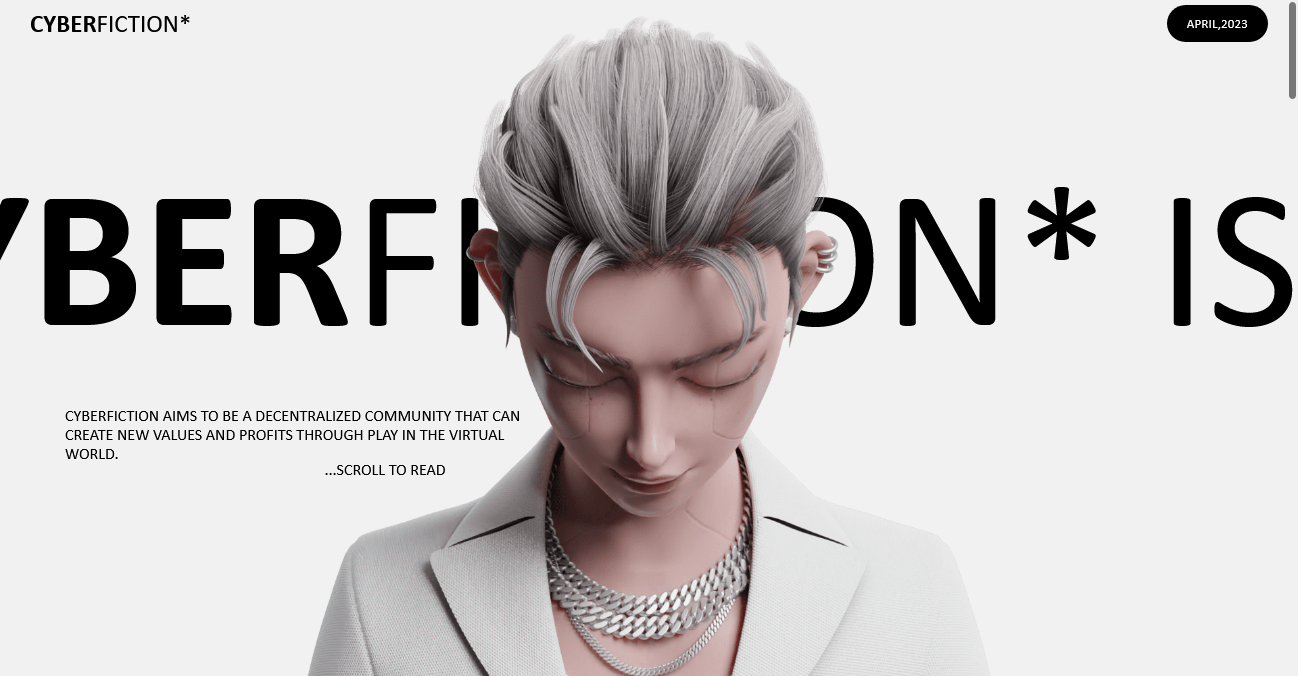 CYBERFICTION*
APRIL,2023
YBERFI ON* IS
CYBERFICTION AIMS TO BE A DECENTRALIZED COMMUNITY THAT CAN
CREATE NEW VALUES AND PROFITS THROUGH PLAY IN THE VIRTUAL
WORLD.
...SCROLL TO READ